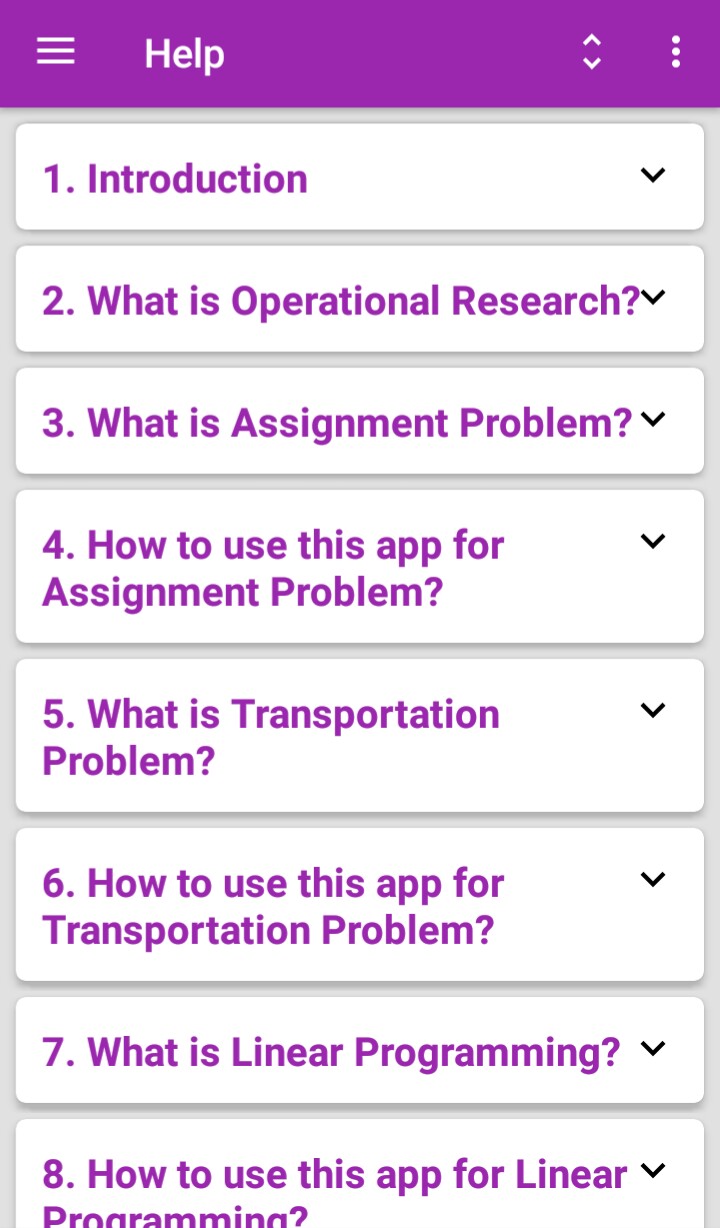 Help
1. Introduction
2. What is Operational Research?
3. What is Assignment Problem?
4. How to use this app for
Assignment Problem?
5. What is Transportation
Problem?
6. How to use this app for
Transportation Problem?
7. What is Linear Programming?
8. How to use this app for Linear
Programming?